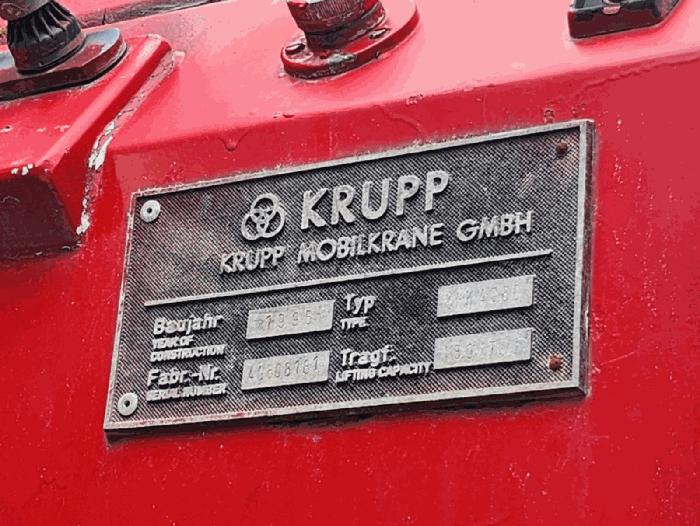 KRUPP
KRUPP MOBILKRANE GMBH
Baujahr
YEAR OF
CONSTRUCTION
Typ
TYPE
Fabr.-Nr.
SERIAL NUMBER
Tragf.
LIFTING CAPACITY